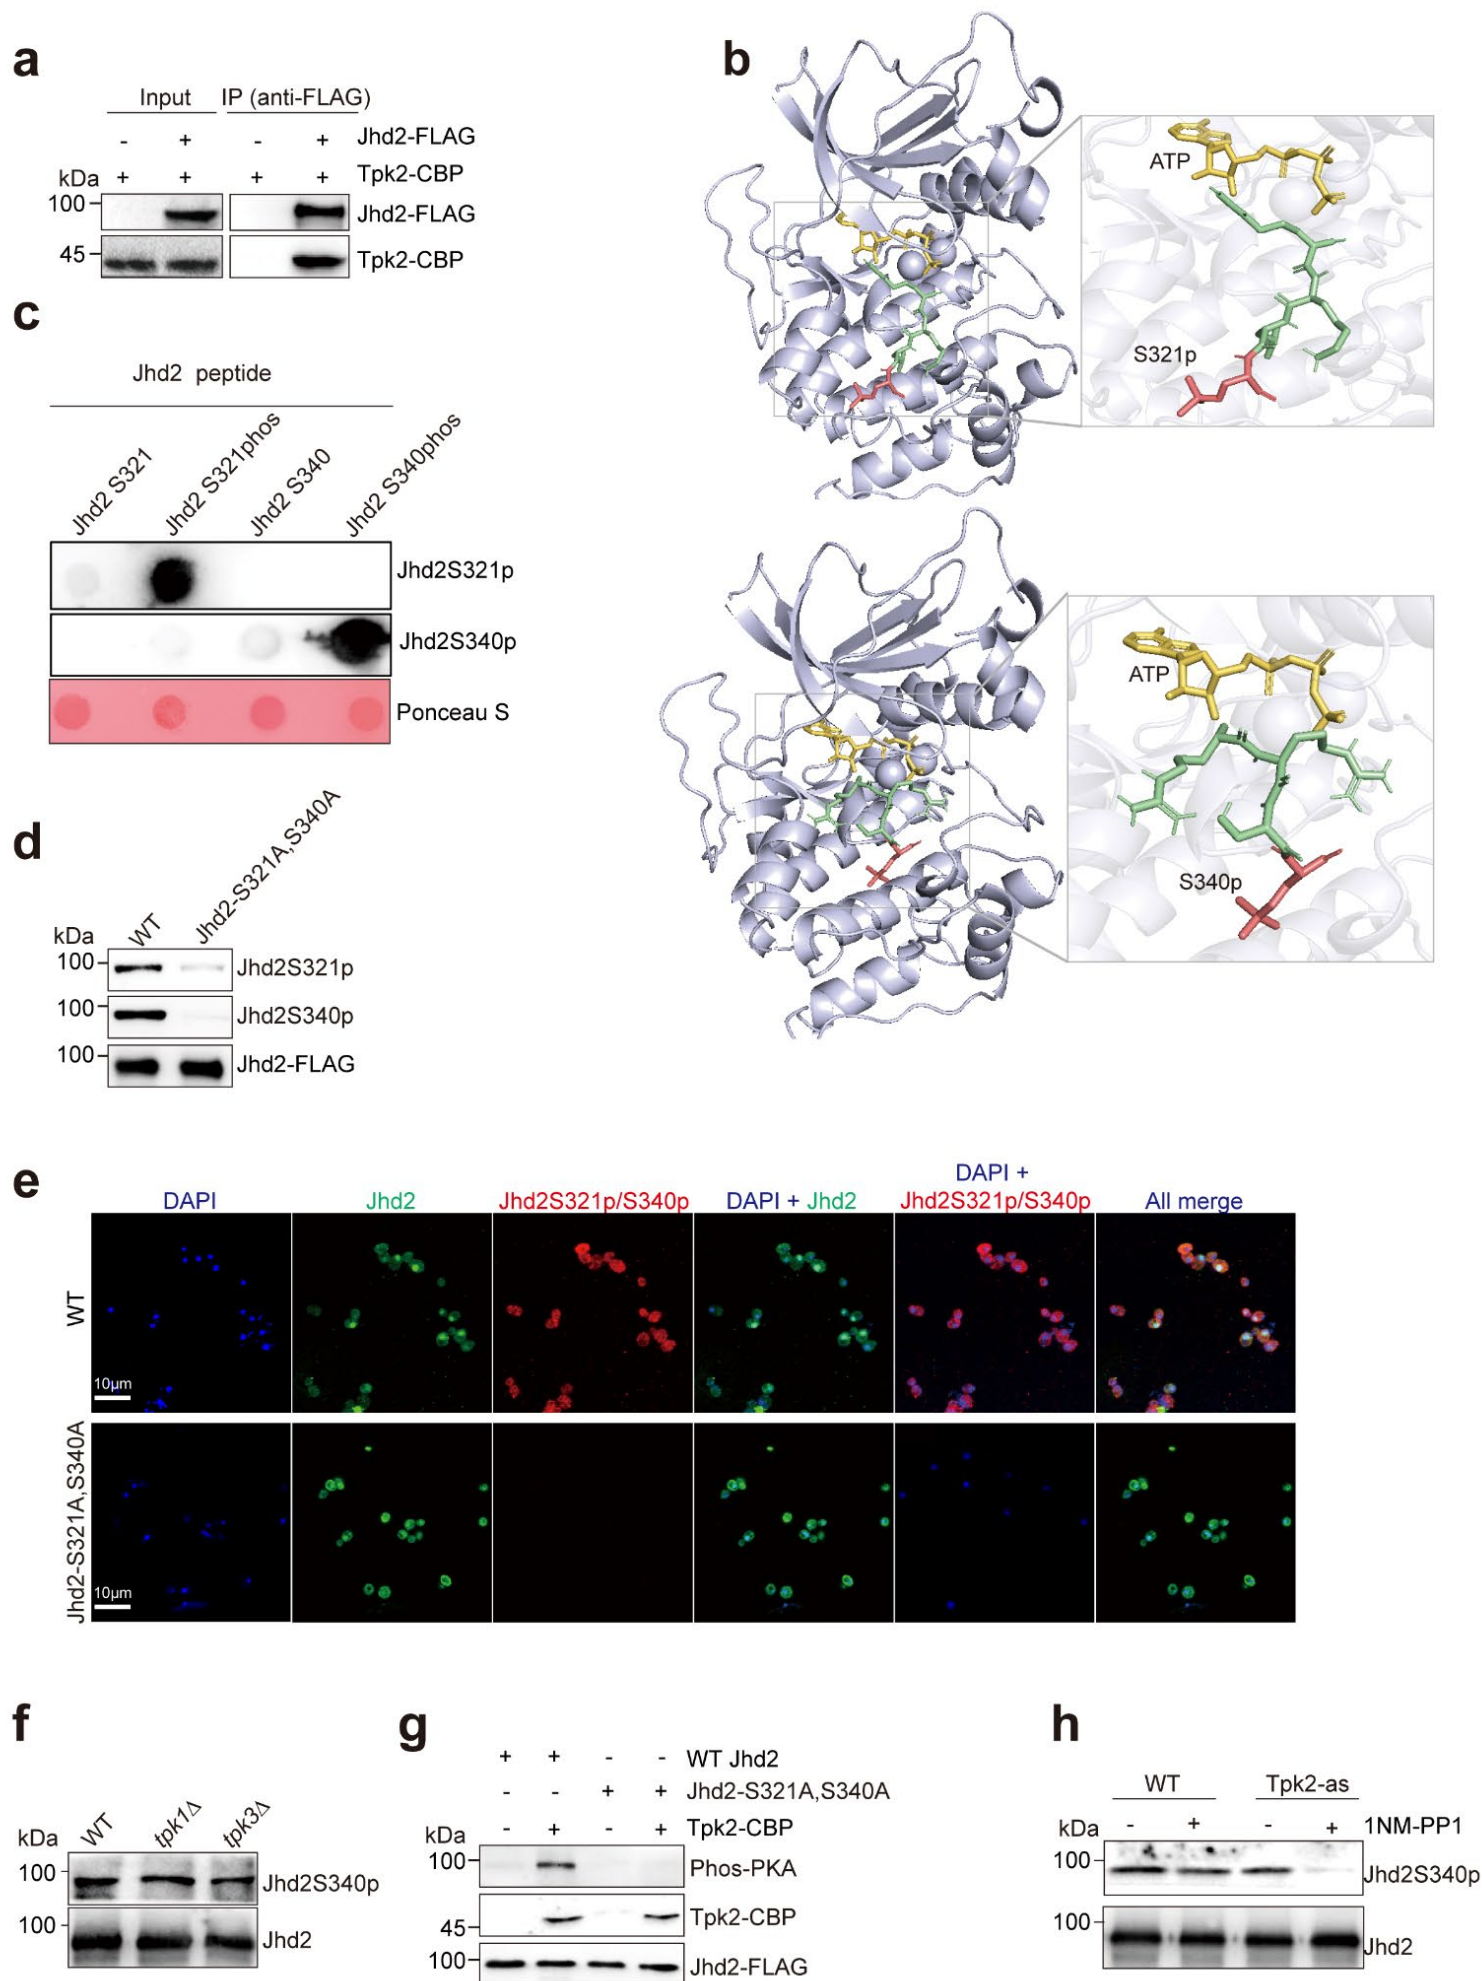 a
Input IP (anti-FLAG)
- + - + Jhd2-FLAG
kDa + + + + Tpk2-CBP
100 Jhd2-FLAG
45 Tpk2-CBP
b
ATP
S321p
ATP
S340p
c
Jhd2 peptide
Jhd2 S321 Jhd2 S321phos Jhd2 S340 Jhd2 S340phos
Jhd2S321p
Jhd2S340p
Ponceau S
d
kDa WT Jhd2-S321A,S340A
100 Jhd2S321p
100 Jhd2S340p
100 Jhd2-FLAG
e
DAPI Jhd2 Jhd2S321p/S340p DAPI + Jhd2 DAPI + Jhd2S321p/S340p All merge
WT
10μm
Jhd2-S321A,S340A
10μm
f
kDa WT tpk1Δ tpk3Δ
100 Jhd2S340p
100 Jhd2
g
+ + - - WT Jhd2
- - + + Jhd2-S321A,S340A
kDa - + - + Tpk2-CBP
100 Phos-PKA
45 Tpk2-CBP
100 Jhd2-FLAG
h
WT Tpk2-as
kDa - + - + 1NM-PP1
100 Jhd2S340p
100 Jhd2